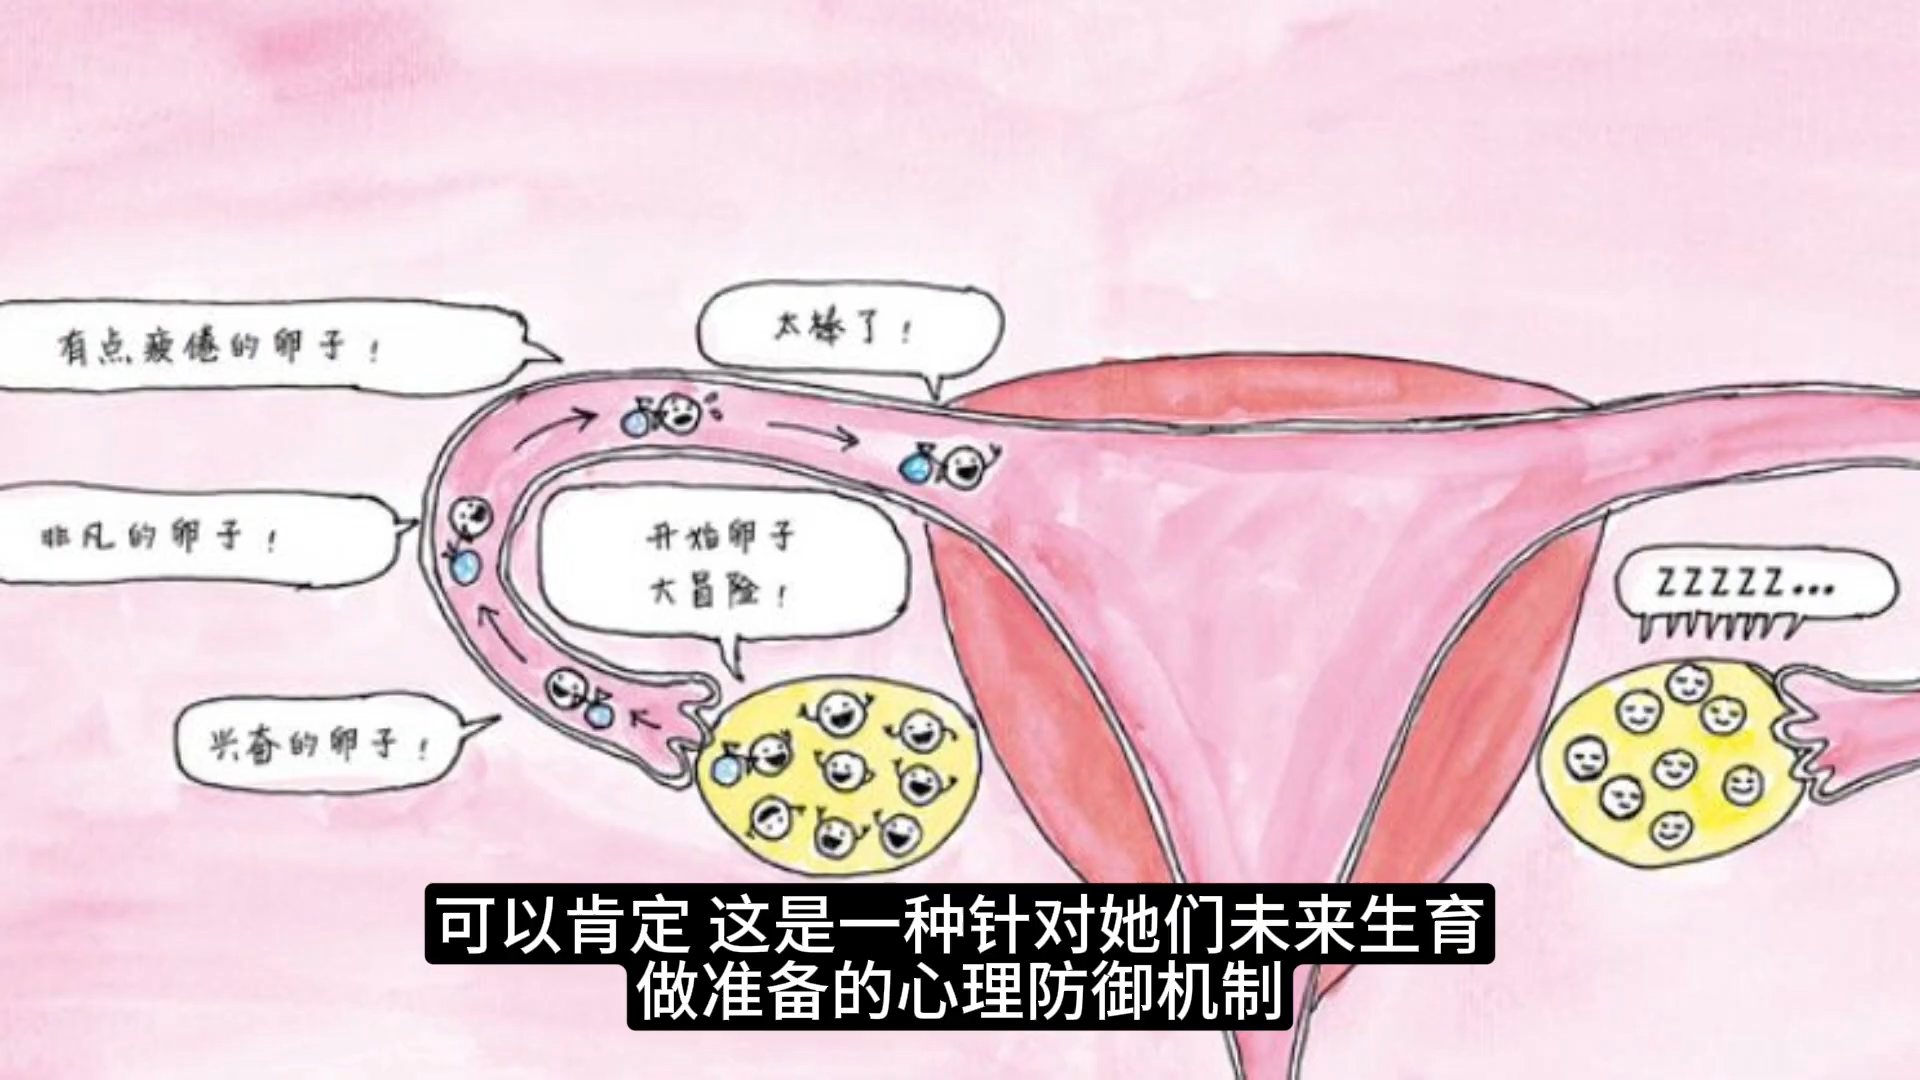 有点疲倦的卵子！
太棒了！
非凡的卵子！
开始卵子
大冒险！
ZZZZZ...
兴奋的卵子！
可以肯定 这是一种针对她们未来生育
做准备的心理防御机制